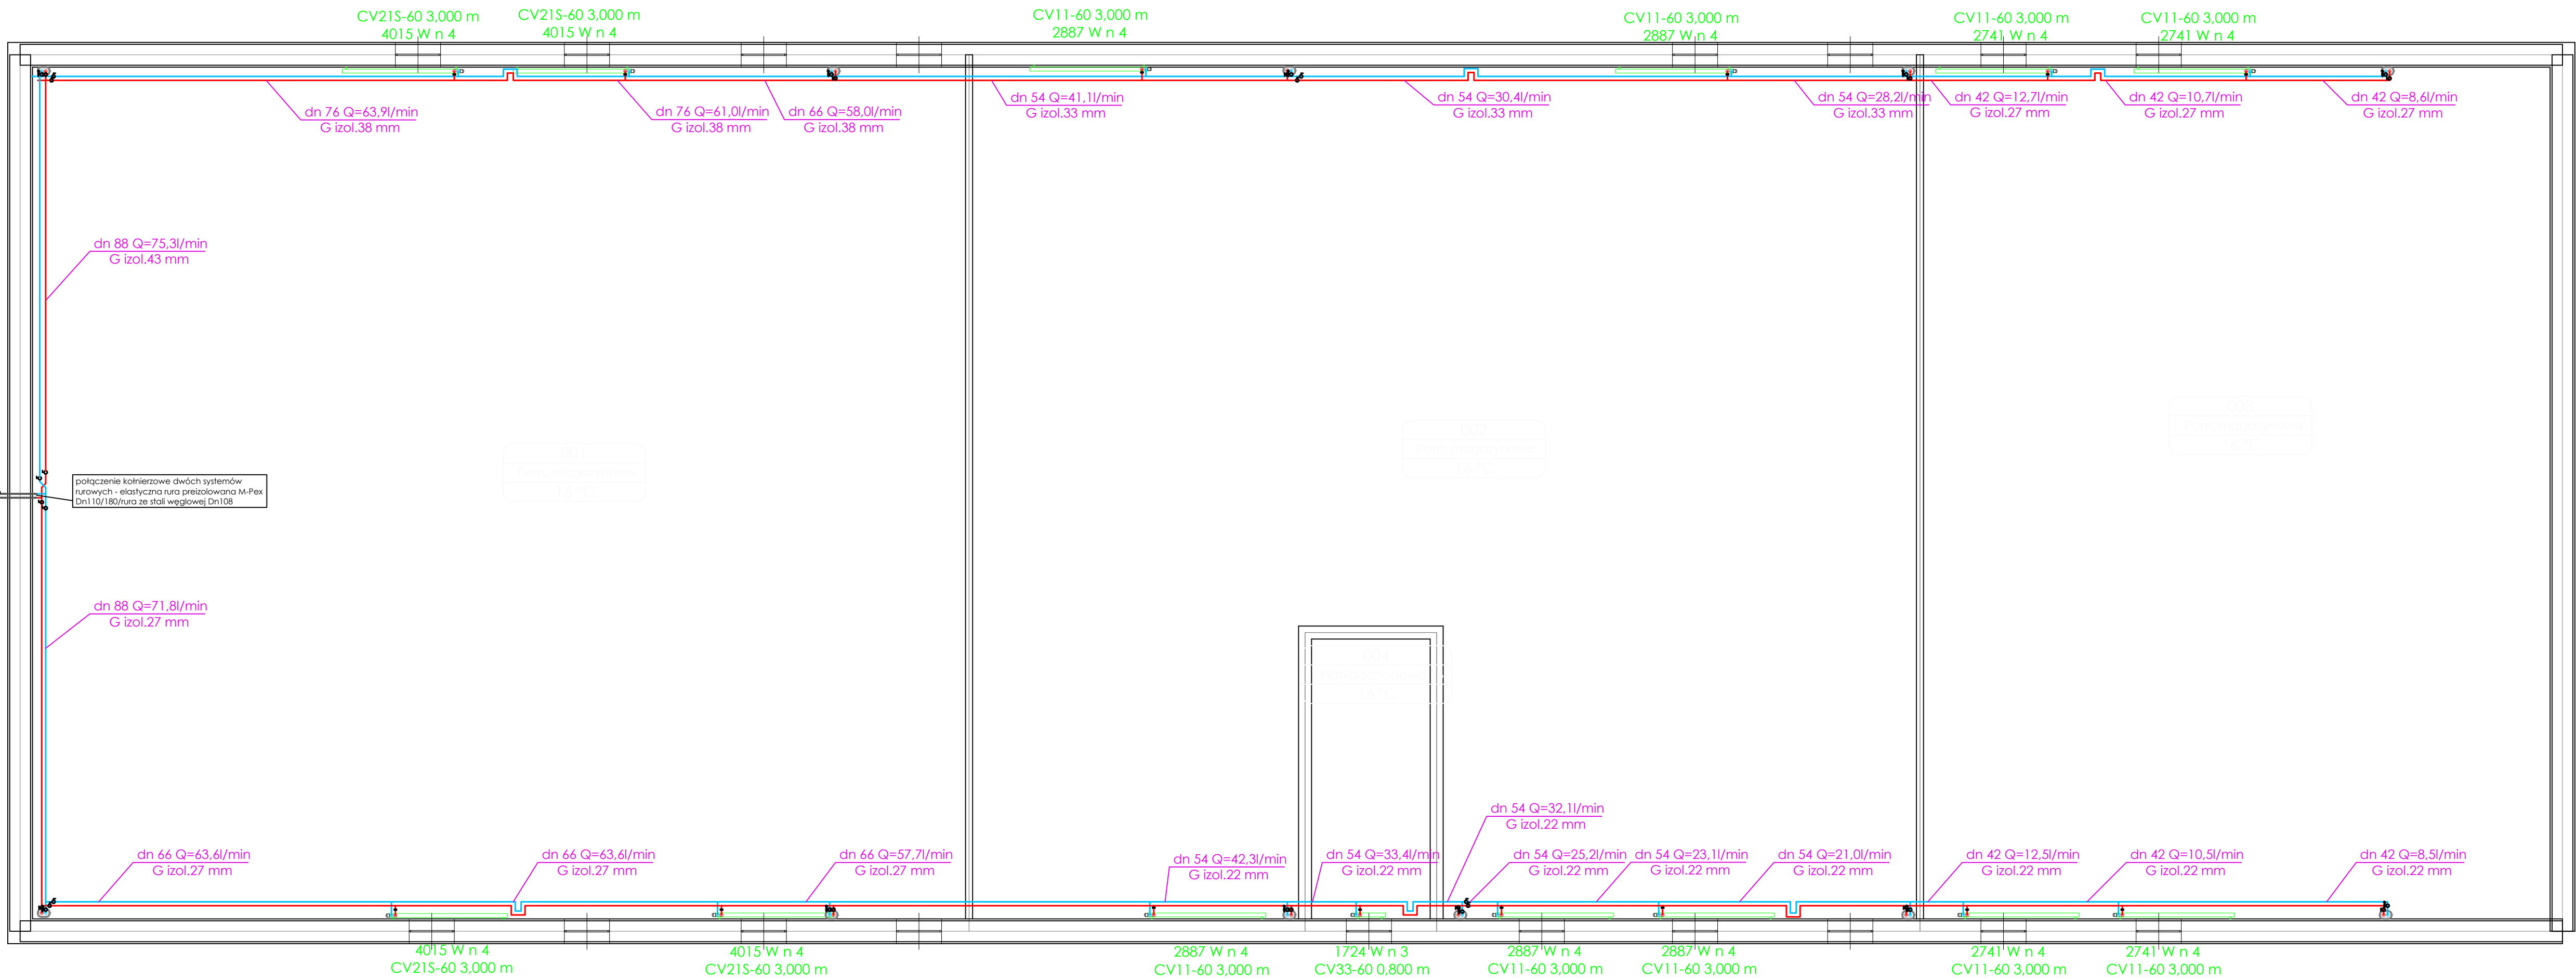 CV21S-60 3,000 m
4015 W n 4
CV21S-60 3,000 m
4015 W n 4
CV11-60 3,000 m
2887 W n 4
CV11-60 3,000 m
2887 W n 4
CV11-60 3,000 m
2741 W n 4
CV11-60 3,000 m
2741 W n 4
dn 76 Q=63,9l/min
G izol.38 mm
dn 76 Q=61,0l/min
G izol.38 mm
dn 66 Q=58,0l/min
G izol.38 mm
dn 54 Q=41,1l/min
G izol.33 mm
dn 54 Q=30,4l/min
G izol.33 mm
dn 54 Q=28,2l/min
G izol.33 mm
dn 42 Q=12,7l/min
G izol.27 mm
dn 42 Q=10,7l/min
G izol.27 mm
dn 42 Q=8,6l/min
G izol.27 mm
dn 88 Q=75,3l/min
G izol.43 mm
połączenie kołnierzowe dwóch systemów
rurowych - elastyczna rura preizolowana M-Pex
Dn110/180/rura ze stali węglowej Dn108
dn 88 Q=71,8l/min
G izol.27 mm
dn 66 Q=63,6l/min
G izol.27 mm
dn 66 Q=63,6l/min
G izol.27 mm
dn 66 Q=57,7l/min
G izol.27 mm
dn 54 Q=42,3l/min
G izol.22 mm
dn 54 Q=33,4l/min
G izol.22 mm
dn 54 Q=32,1l/min
G izol.22 mm
dn 54 Q=25,2l/min
G izol.22 mm
dn 54 Q=23,1l/min
G izol.22 mm
dn 54 Q=21,0l/min
G izol.22 mm
dn 42 Q=12,5l/min
G izol.22 mm
dn 42 Q=10,5l/min
G izol.22 mm
dn 42 Q=8,5l/min
G izol.22 mm
4015 W n 4
CV21S-60 3,000 m
4015 W n 4
CV21S-60 3,000 m
2887 W n 4
CV11-60 3,000 m
1724 W n 3
CV33-60 0,800 m
2887 W n 4
CV11-60 3,000 m
2887 W n 4
CV11-60 3,000 m
2741 W n 4
CV11-60 3,000 m
2741 W n 4
CV11-60 3,000 m